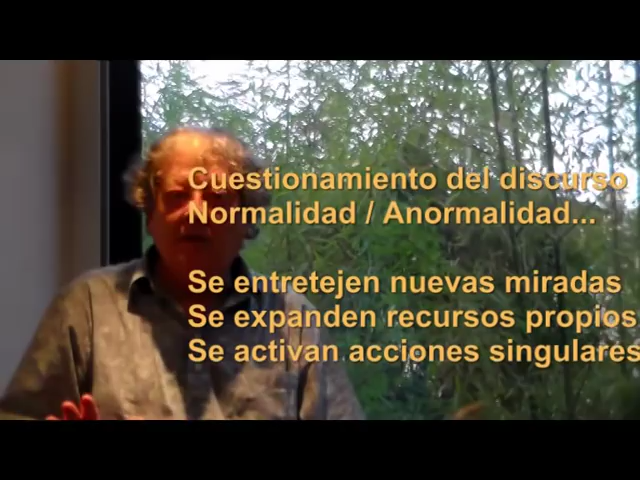 Cuestionamiento del discurso
Normalidad / Anormalidad...
Se entretejen nuevas miradas
Se expanden recursos propios
Se activan acciones singulares